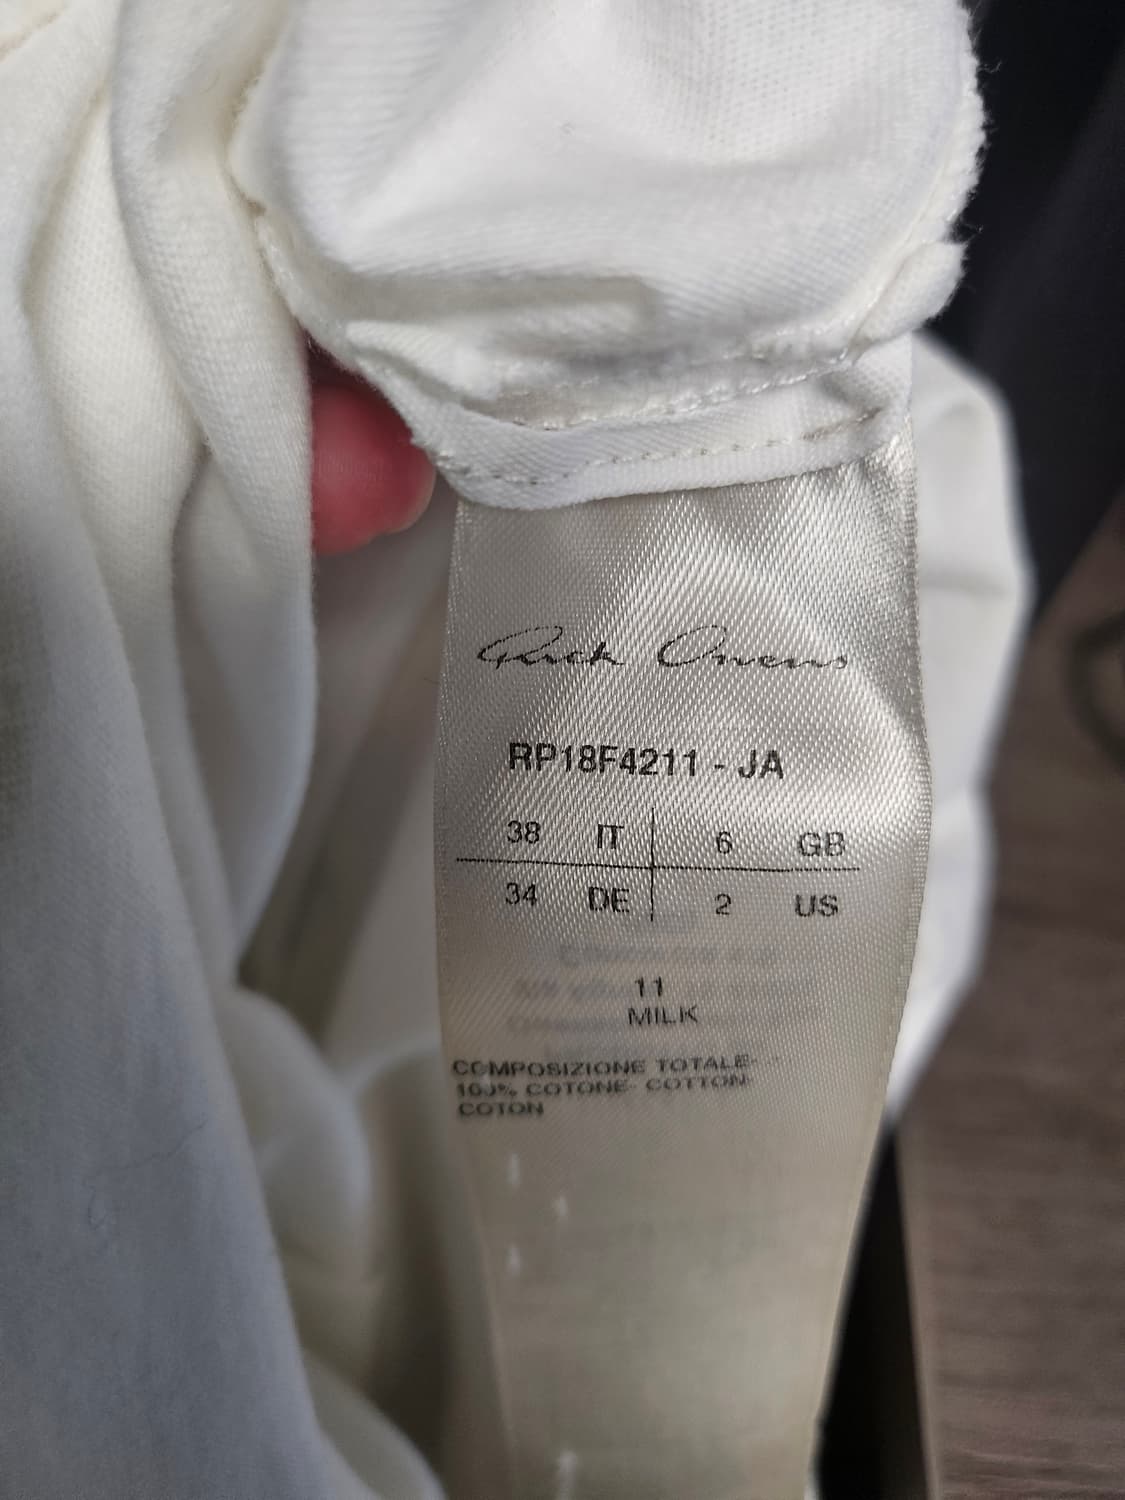 Rick Owens
RP18F4211 - JA
38 IT 6 GB
34 DE 2 US
11
MILK
COMPOSIZIONE TOTALE-
100% COTONE- COTTON-
COTON